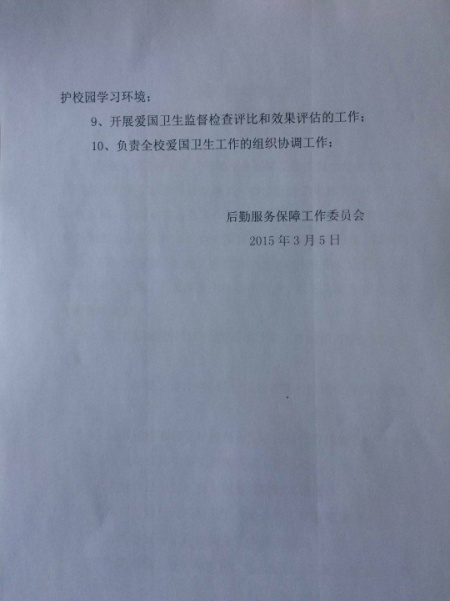 护校园学习环境；
9、开展爱国卫生监督检查评比和效果评估的工作；
10、负责全校爱国卫生工作的组织协调工作；
后勤服务保障工作委员会
2015年3月5日